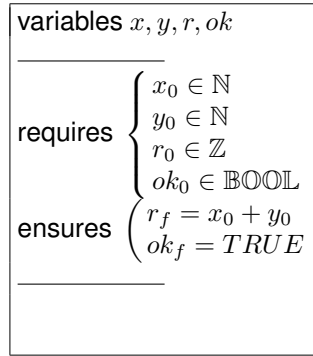 variables x, y, r, ok
requires { x₀ ∈ ℕ
y₀ ∈ ℕ
r₀ ∈ ℤ
ok₀ ∈ 𝔹𝕆𝕆𝕃
ensures ( r_f = x₀ + y₀
ok_f = TRUE